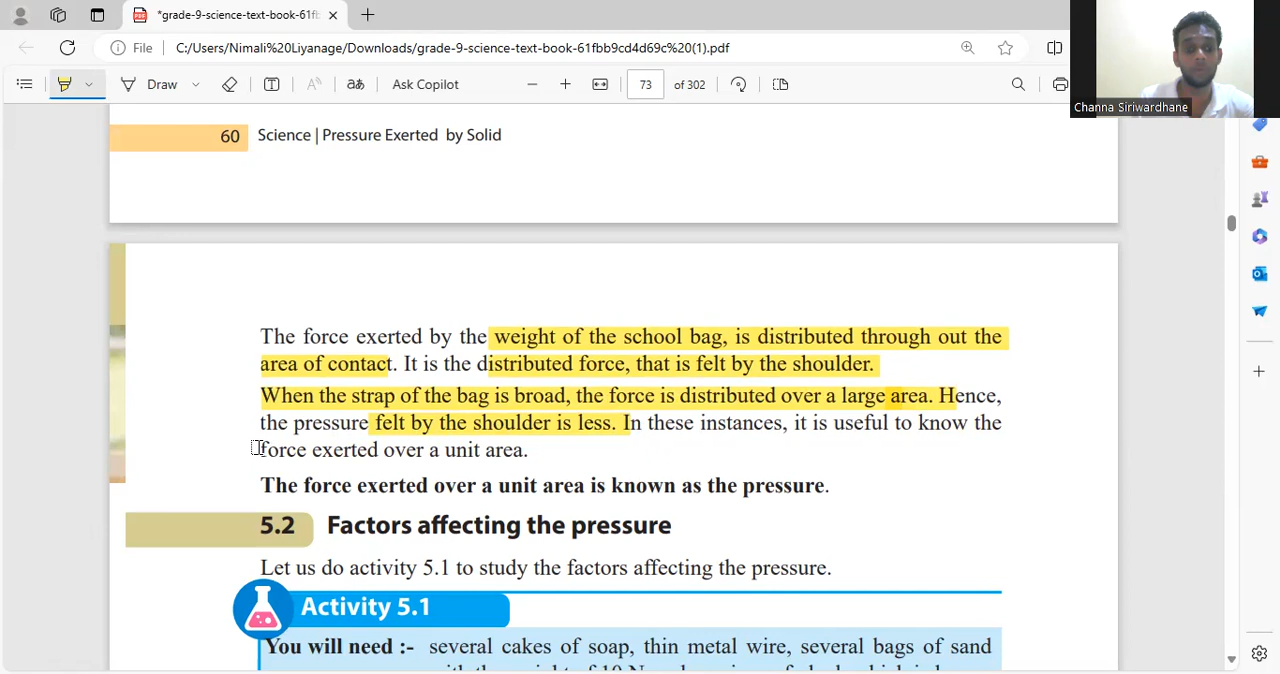 *grade-9-science-text-book-61fb
File
C:/Users/Nimali%20Liyanage/Downloads/grade-9-science-text-book-61fbb9cd4d69c%20(1).pdf
Draw
Ask Copilot
73 of 302
Channa Siriwardhane
60 Science | Pressure Exerted by Solid
The force exerted by the weight of the school bag, is distributed through out the
area of contact. It is the distributed force, that is felt by the shoulder.
When the strap of the bag is broad, the force is distributed over a large area. Hence,
the pressure felt by the shoulder is less. In these instances, it is useful to know the
force exerted over a unit area.
The force exerted over a unit area is known as the pressure.
5.2 Factors affecting the pressure
Let us do activity 5.1 to study the factors affecting the pressure.
Activity 5.1
You will need :- several cakes of soap, thin metal wire, several bags of sand